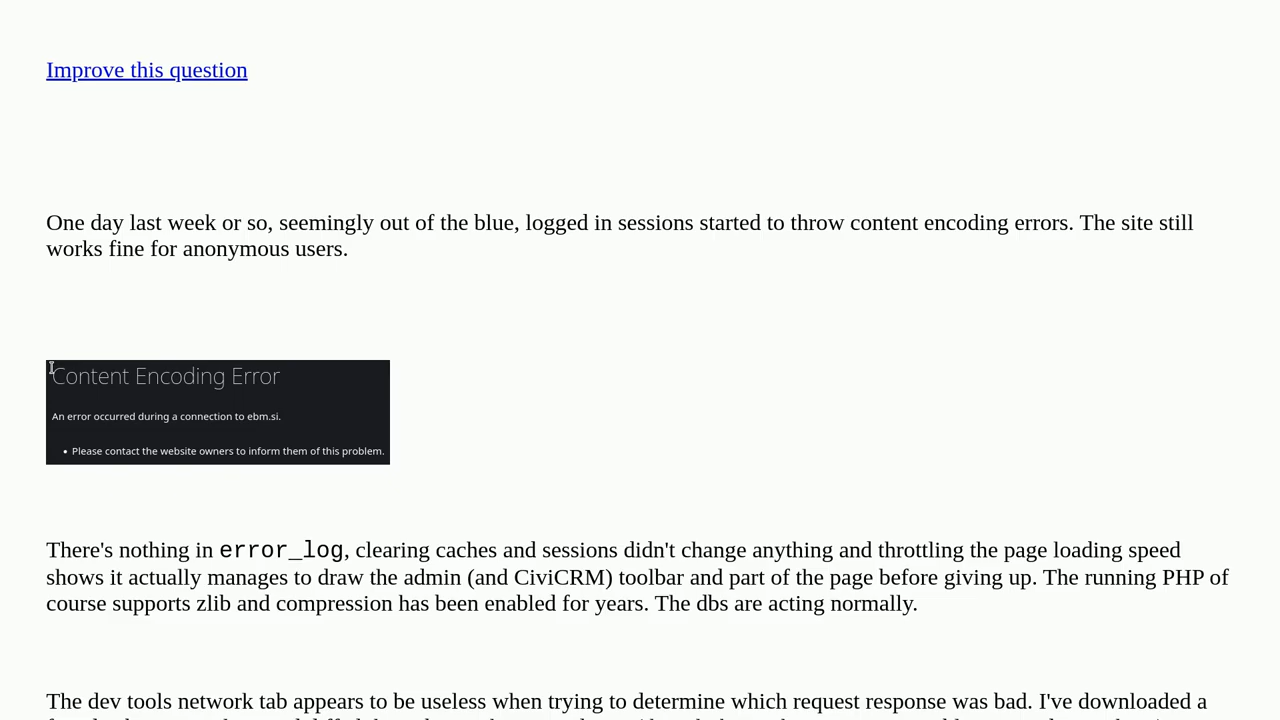 Improve this question
One day last week or so, seemingly out of the blue, logged in sessions started to throw content encoding errors. The site still
works fine for anonymous users.
Content Encoding Error
An error occurred during a connection to ebm.si.
• Please contact the website owners to inform them of this problem.
There's nothing in error_log, clearing caches and sessions didn't change anything and throttling the page loading speed
shows it actually manages to draw the admin (and CiviCRM) toolbar and part of the page before giving up. The running PHP of
course supports zlib and compression has been enabled for years. The dbs are acting normally.
The dev tools network tab appears to be useless when trying to determine which request response was bad. I've downloaded a